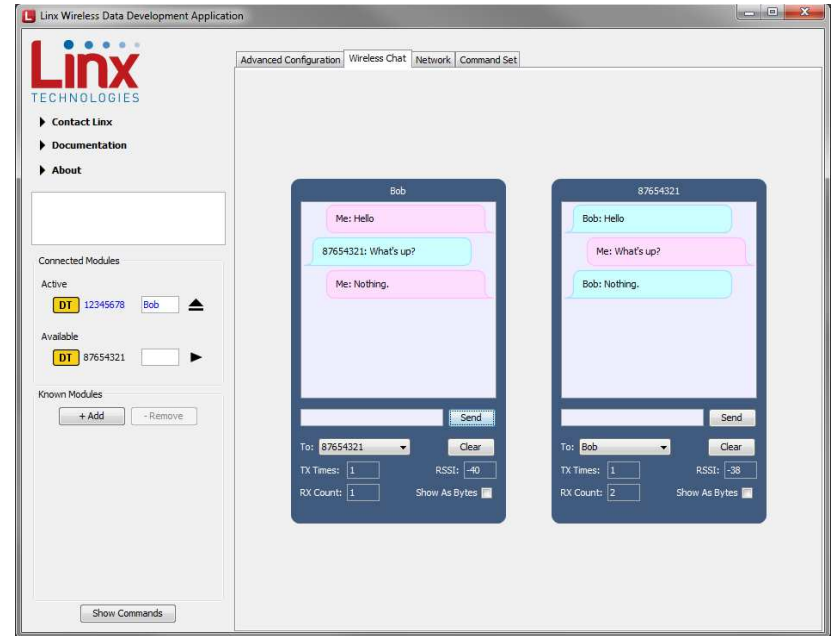 Linx Wireless Data Development Application
Linx
TECHNOLOGIES
Contact Linx
Documentation
About
Connected Modules
Active
DT 12345678 Bob
Available
DT 87654321
Known Modules
+ Add - Remove
Show Commands
Advanced Configuration Wireless Chat Network Command Set
Bob
Me: Hello
87654321: What's up?
Me: Nothing.
Send
To: 87654321 Clear
TX Times: 1 RSSI: -40
RX Count: 1 Show As Bytes
87654321
Bob: Hello
Me: What's up?
Bob: Nothing.
Send
To: Bob Clear
TX Times: 1 RSSI: -38
RX Count: 2 Show As Bytes